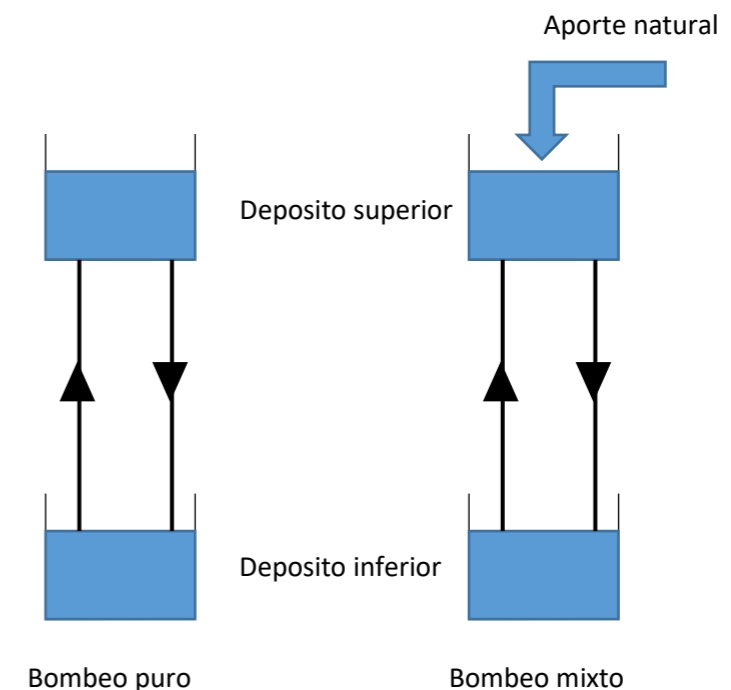 Aporte natural
Deposito superior
Deposito inferior
Bombeo puro
Bombeo mixto